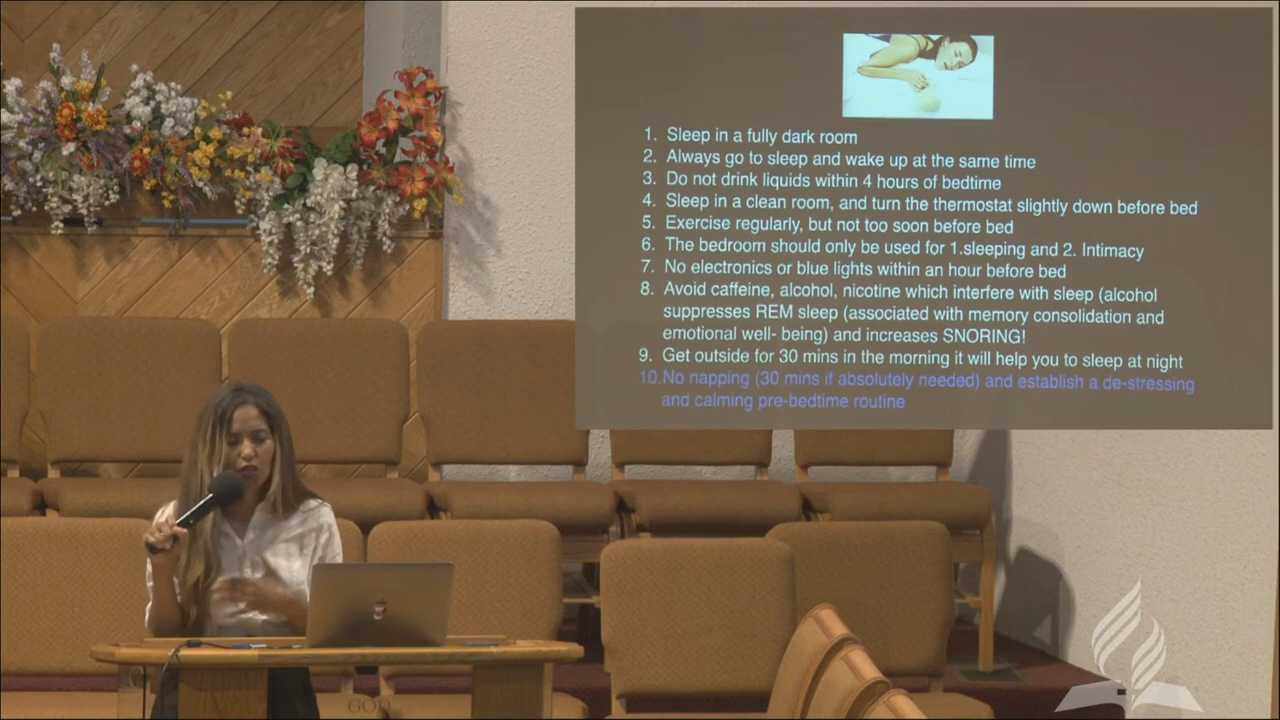 1. Sleep in a fully dark room
2. Always go to sleep and wake up at the same time
3. Do not drink liquids within 4 hours of bedtime
4. Sleep in a clean room, and turn the thermostat slightly down before bed
5. Exercise regularly, but not too soon before bed
6. The bedroom should only be used for 1.sleeping and 2. Intimacy
7. No electronics or blue lights within an hour before bed
8. Avoid caffeine, alcohol, nicotine which interfere with sleep (alcohol
suppresses REM sleep (associated with memory consolidation and
emotional well- being) and increases SNORING!
9. Get outside for 30 mins in the morning it will help you to sleep at night
10.No napping (30 mins if absolutely needed) and establish a de-stressing
and calming pre-bedtime routine
GOD